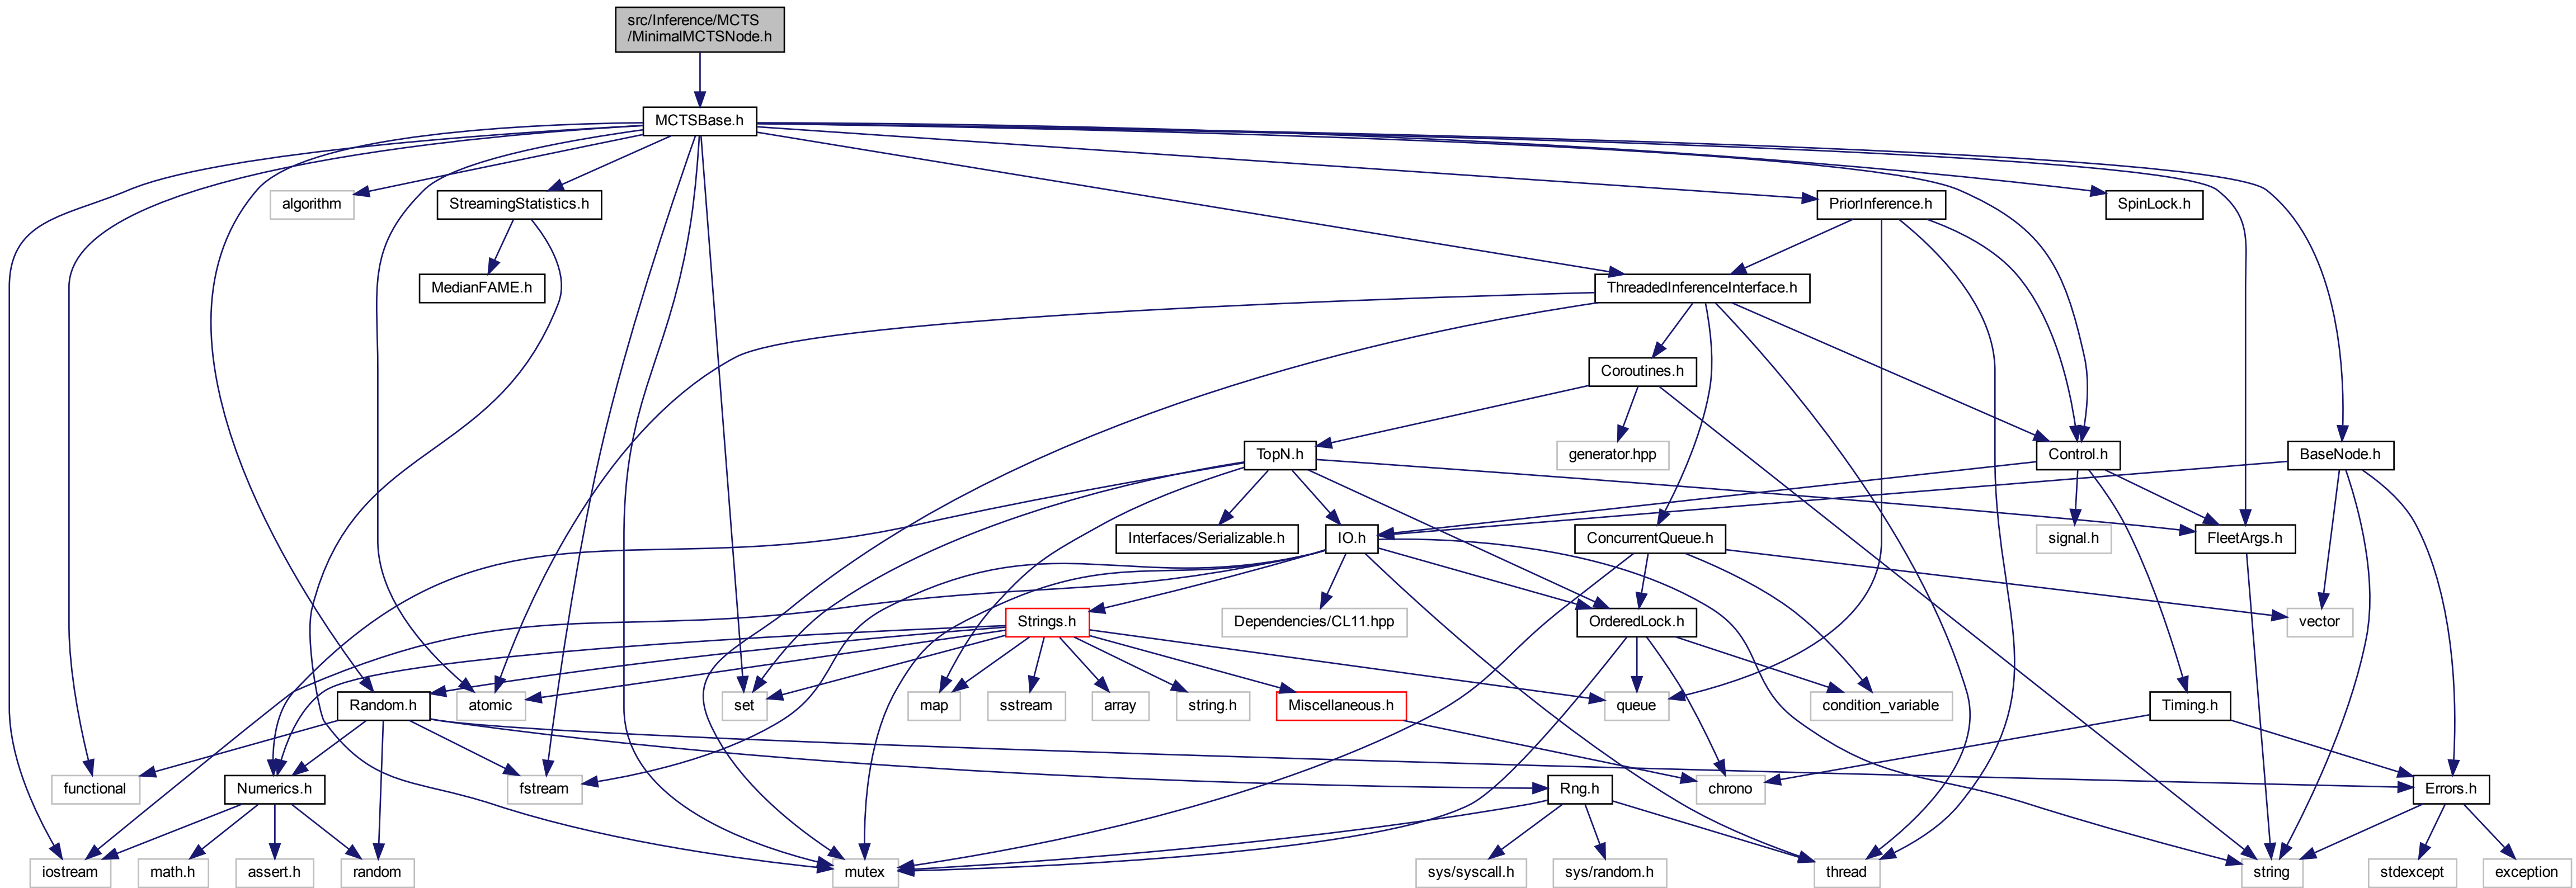 src/Inference/MCTS
/MinimalMCTSNode.h
MCTSBase.h
algorithm
StreamingStatistics.h
PriorInference.h
SpinLock.h
MedianFAME.h
ThreadedInferenceInterface.h
Coroutines.h
TopN.h
generator.hpp
Control.h
BaseNode.h
Interfaces/Serializable.h
IO.h
ConcurrentQueue.h
signal.h
FleetArgs.h
Strings.h
Dependencies/CL11.hpp
OrderedLock.h
vector
Random.h
atomic
set
map
sstream
array
string.h
Miscellaneous.h
queue
condition_variable
Timing.h
functional
Numerics.h
fstream
Rng.h
chrono
Errors.h
iostream
math.h
assert.h
random
mutex
sys/syscall.h
sys/random.h
thread
string
stdexcept
exception